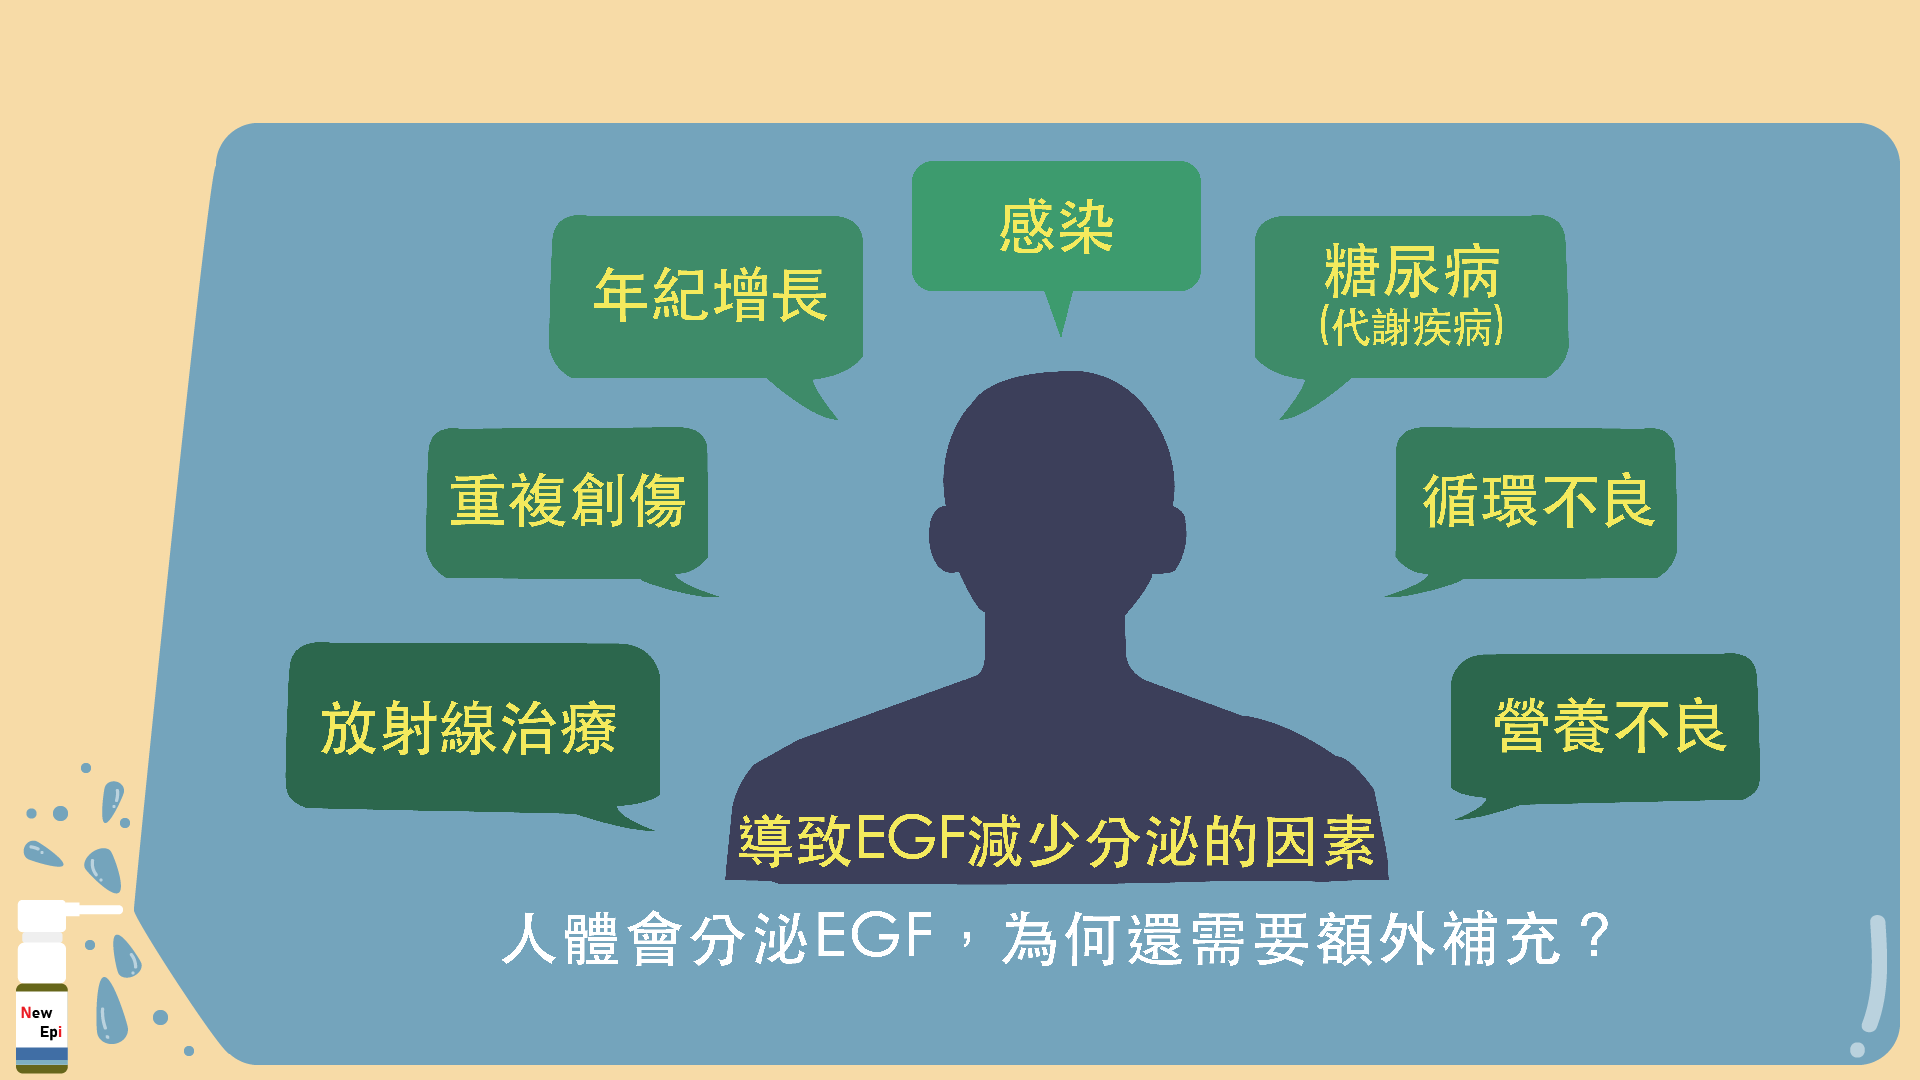 感染
年紀增長
糖尿病
(代謝疾病)
重複創傷
循環不良
放射線治療
營養不良
導致EGF減少分泌的因素
人體會分泌EGF，為何還需要額外補充？
New
Epi